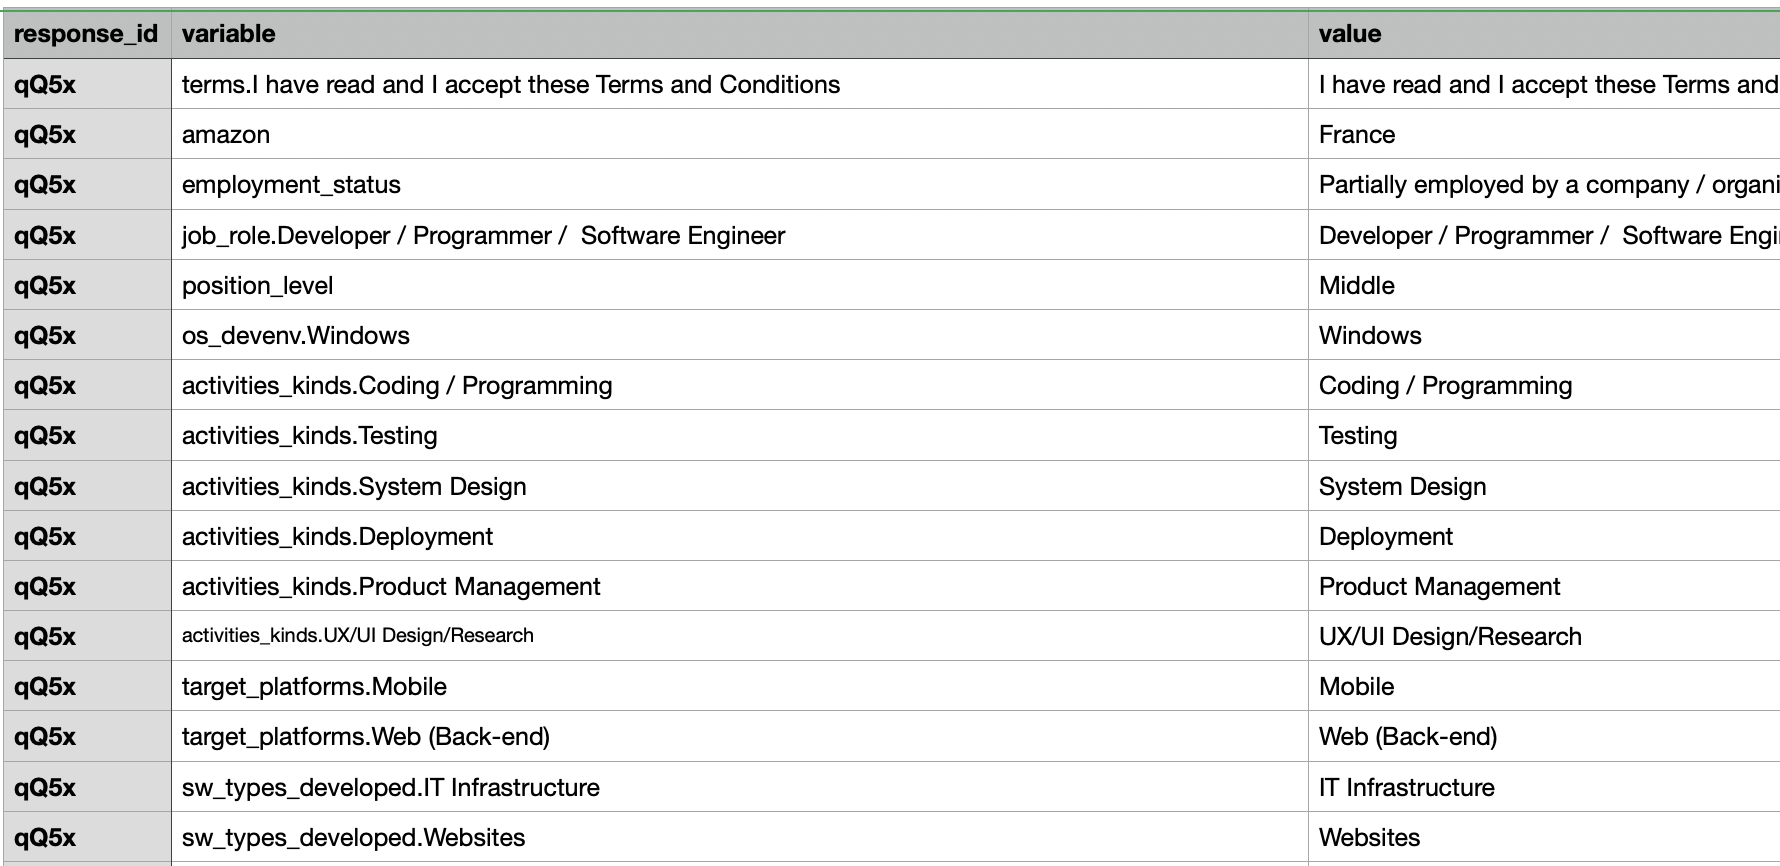 response_id variable value
qQ5x terms.I have read and I accept these Terms and Conditions I have read and I accept these Terms and
qQ5x amazon France
qQ5x employment_status Partially employed by a company / organi
qQ5x job_role.Developer / Programmer /  Software Engineer Developer / Programmer /  Software Engi
qQ5x position_level Middle
qQ5x os_devenv.Windows Windows
qQ5x activities_kinds.Coding / Programming Coding / Programming
qQ5x activities_kinds.Testing Testing
qQ5x activities_kinds.System Design System Design
qQ5x activities_kinds.Deployment Deployment
qQ5x activities_kinds.Product Management Product Management
qQ5x activities_kinds.UX/UI Design/Research UX/UI Design/Research
qQ5x target_platforms.Mobile Mobile
qQ5x target_platforms.Web (Back-end) Web (Back-end)
qQ5x sw_types_developed.IT Infrastructure IT Infrastructure
qQ5x sw_types_developed.Websites Websites